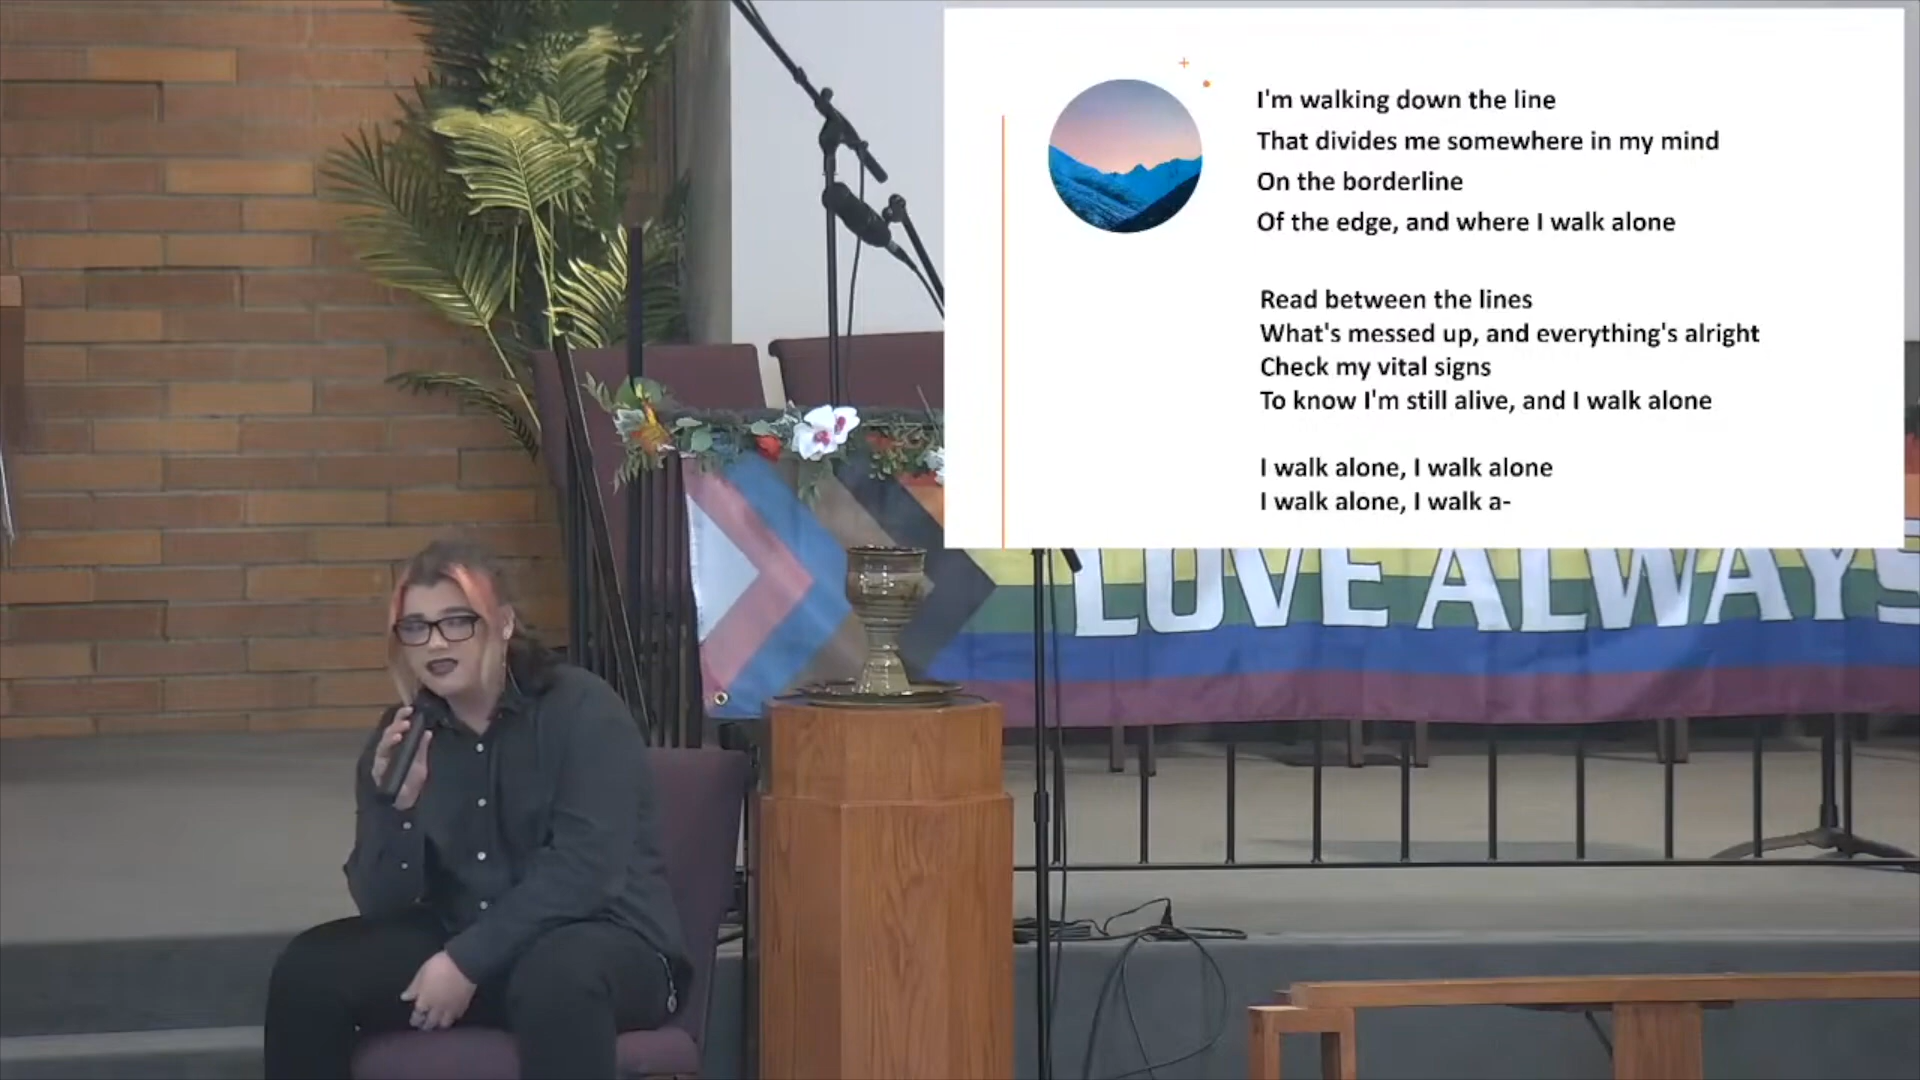 I'm walking down the line
That divides me somewhere in my mind
On the borderline
Of the edge, and where I walk alone
Read between the lines
What's messed up, and everything's alright
Check my vital signs
To know I'm still alive, and I walk alone
I walk alone, I walk alone
I walk alone, I walk a-
LOVE ALWAYS